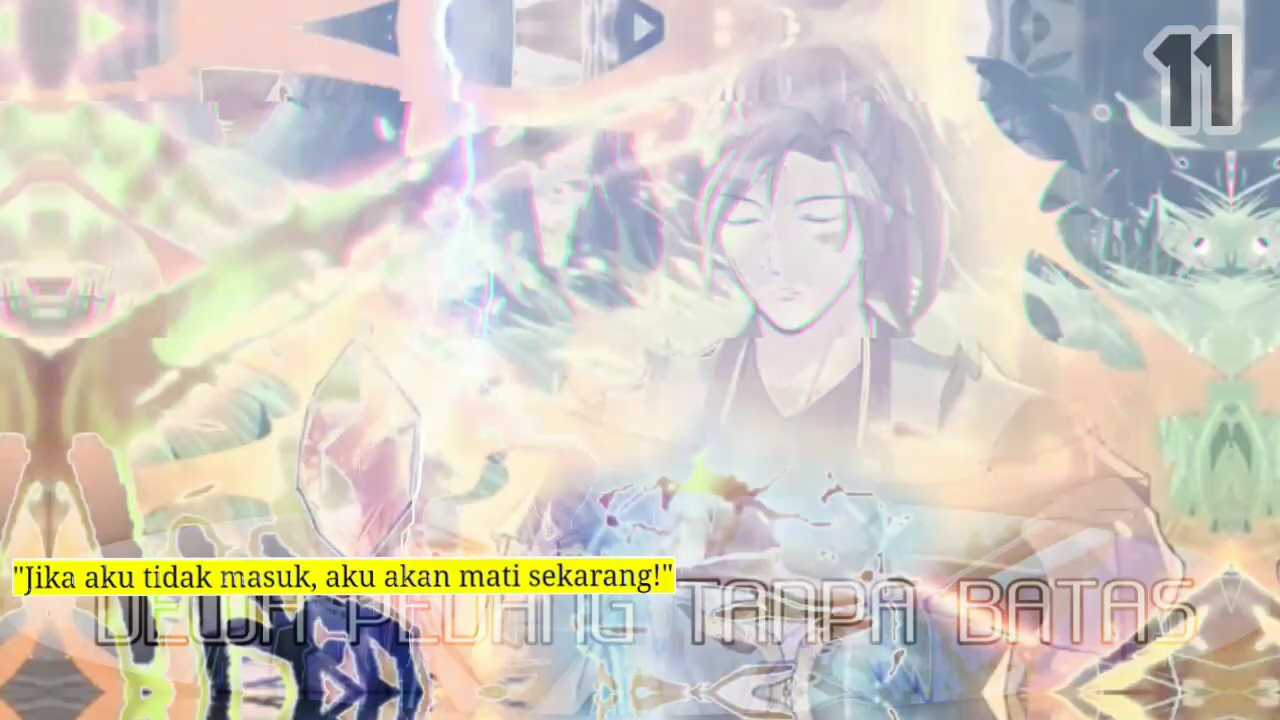 11
"Jika aku tidak masuk, aku akan mati sekarang!"
DEWA PEDANG TANPA BATAS